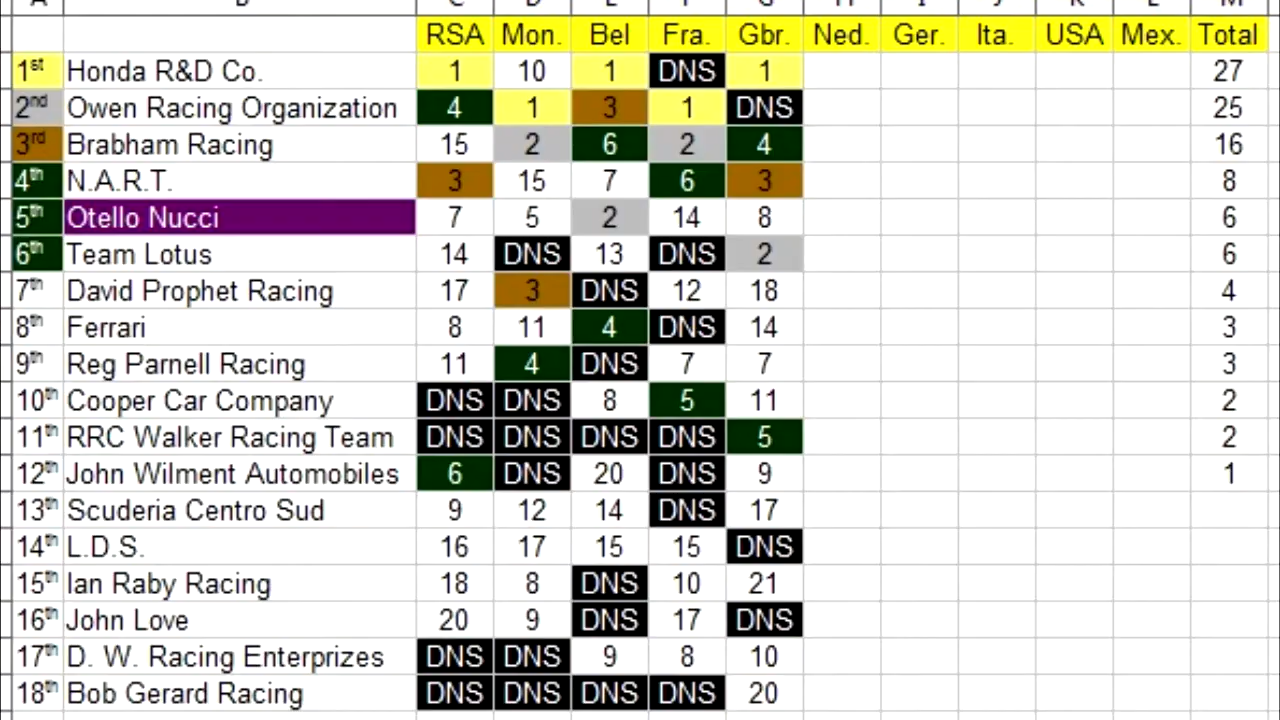 RSA Mon. Bel Fra. Gbr. Ned. Ger. Ita. USA Mex. Total
1st Honda R&D Co. 1 10 1 DNS 1 27
2nd Owen Racing Organization 4 1 3 1 DNS 25
3rd Brabham Racing 15 2 6 2 4 16
4th N.A.R.T. 3 15 7 6 3 8
5th Otello Nucci 7 5 2 14 8 6
6th Team Lotus 14 DNS 13 DNS 2 6
7th David Prophet Racing 17 3 DNS 12 18 4
8th Ferrari 8 11 4 DNS 14 3
9th Reg Parnell Racing 11 4 DNS 7 7 3
10th Cooper Car Company DNS DNS 8 5 11 2
11th RRC Walker Racing Team DNS DNS DNS DNS 5 2
12th John Wilment Automobiles 6 DNS 20 DNS 9 1
13th Scuderia Centro Sud 9 12 14 DNS 17
14th L.D.S. 16 17 15 15 DNS
15th Ian Raby Racing 18 8 DNS 10 21
16th John Love 20 9 DNS 17 DNS
17th D. W. Racing Enterprizes DNS DNS 9 8 10
18th Bob Gerard Racing DNS DNS DNS DNS 20